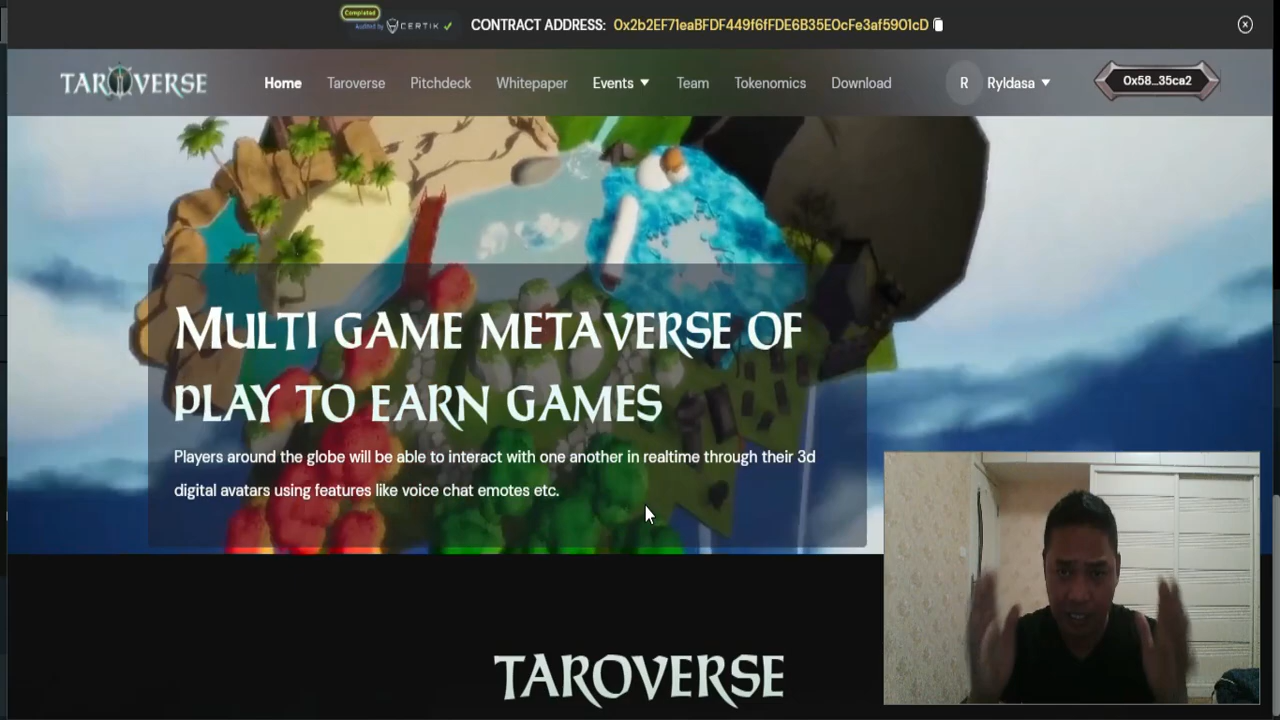 Completed
Audited by CERTIK
CONTRACT ADDRESS: 0x2b2EF71eaBFDF449f6fFDE6B35E0cFe3af5901cD
TAROVERSE
Home Taroverse Pitchdeck Whitepaper Events Team Tokenomics Download R Ryldasa 0x58...35ca2
MULTI GAME METAVERSE OF
PLAY TO EARN GAMES
Players around the globe will be able to interact with one another in realtime through their 3d
digital avatars using features like voice chat emotes etc.
TAROVERSE